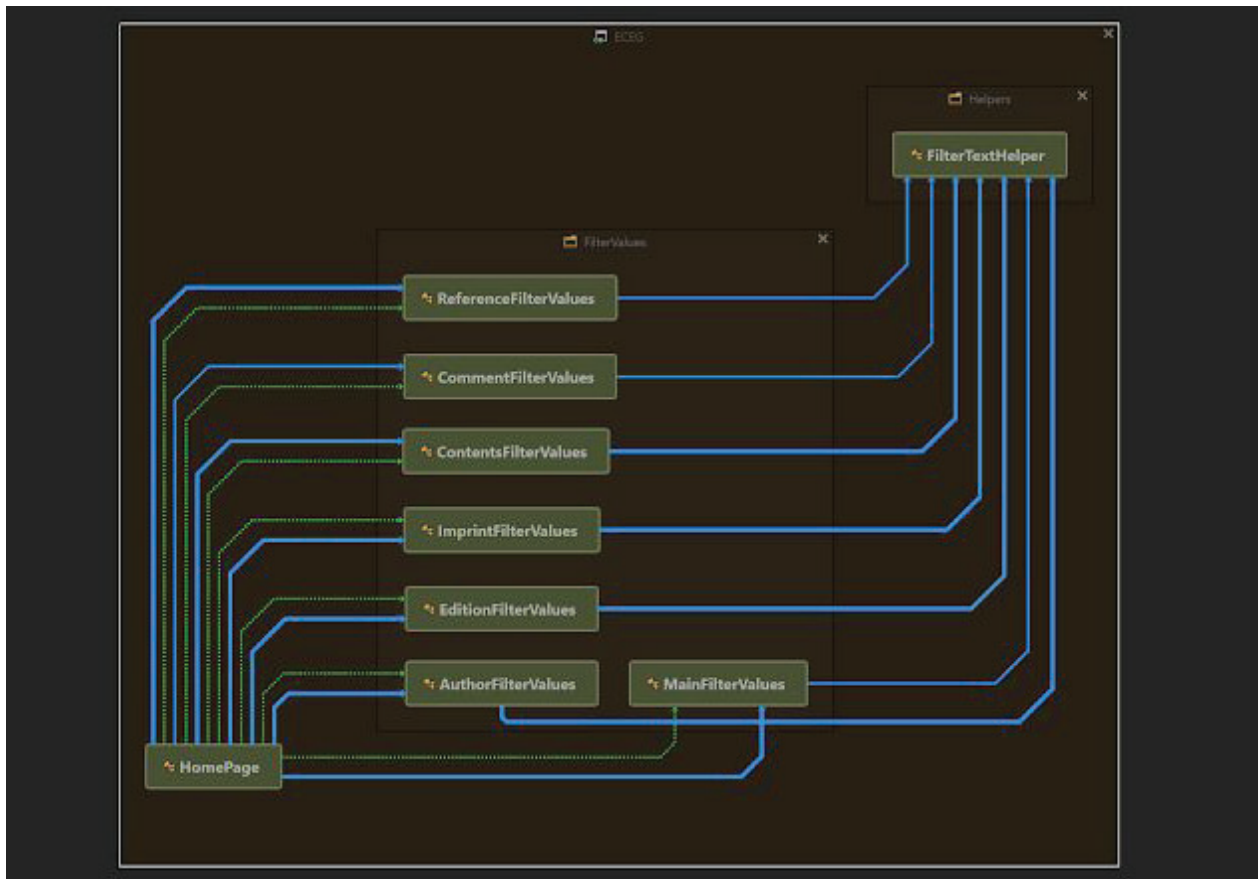 ECEG
Helpers
FilterTextHelper
FilterValues
ReferenceFilterValues
CommentFilterValues
ContentsFilterValues
ImprintFilterValues
EditionFilterValues
AuthorFilterValues
MainFilterValues
HomePage